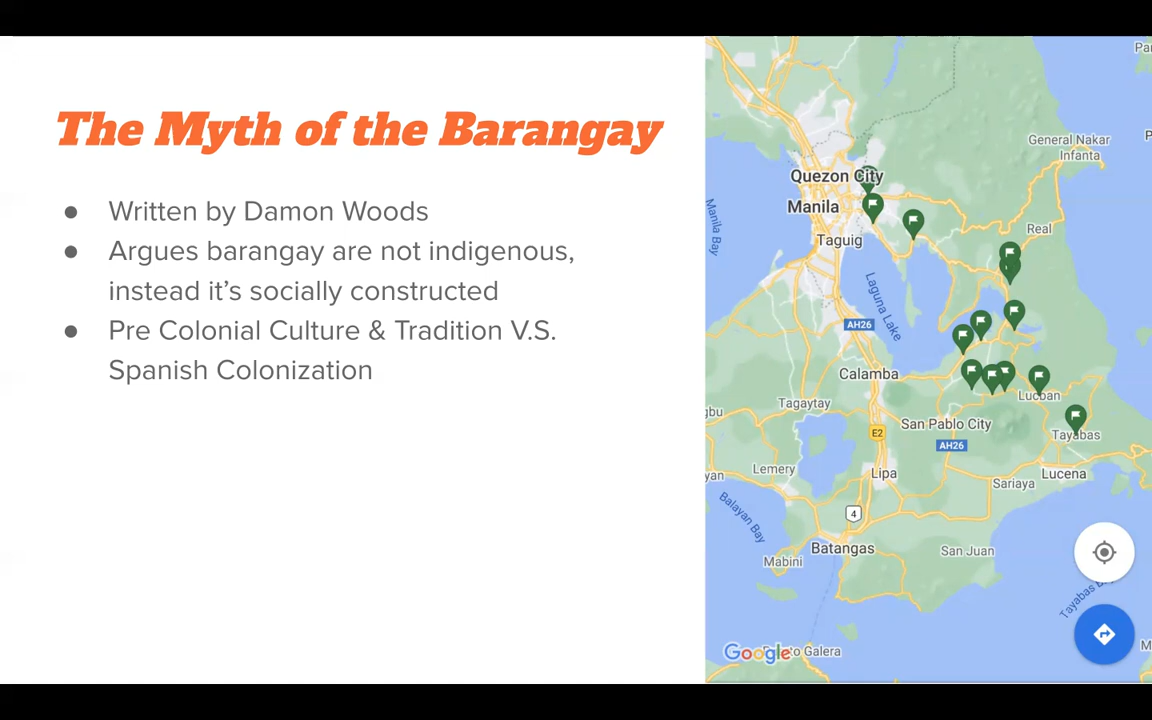 The Myth of the Barangay
● Written by Damon Woods
● Argues barangay are not indigenous,
instead it’s socially constructed
● Pre Colonial Culture & Tradition V.S.
Spanish Colonization
General Nakar
Infanta
Quezon City
Manila
Real
Taguig
Manila Bay
Laguna Lake
AH26
Calamba
Tagaytay
Lucban
San Pablo City
Tayabas
E2
AH26
Lemery
Lipa
Lucena
Sariaya
Balayan Bay
4
Batangas
San Juan
Mabini
Tayabas
Google
Galera